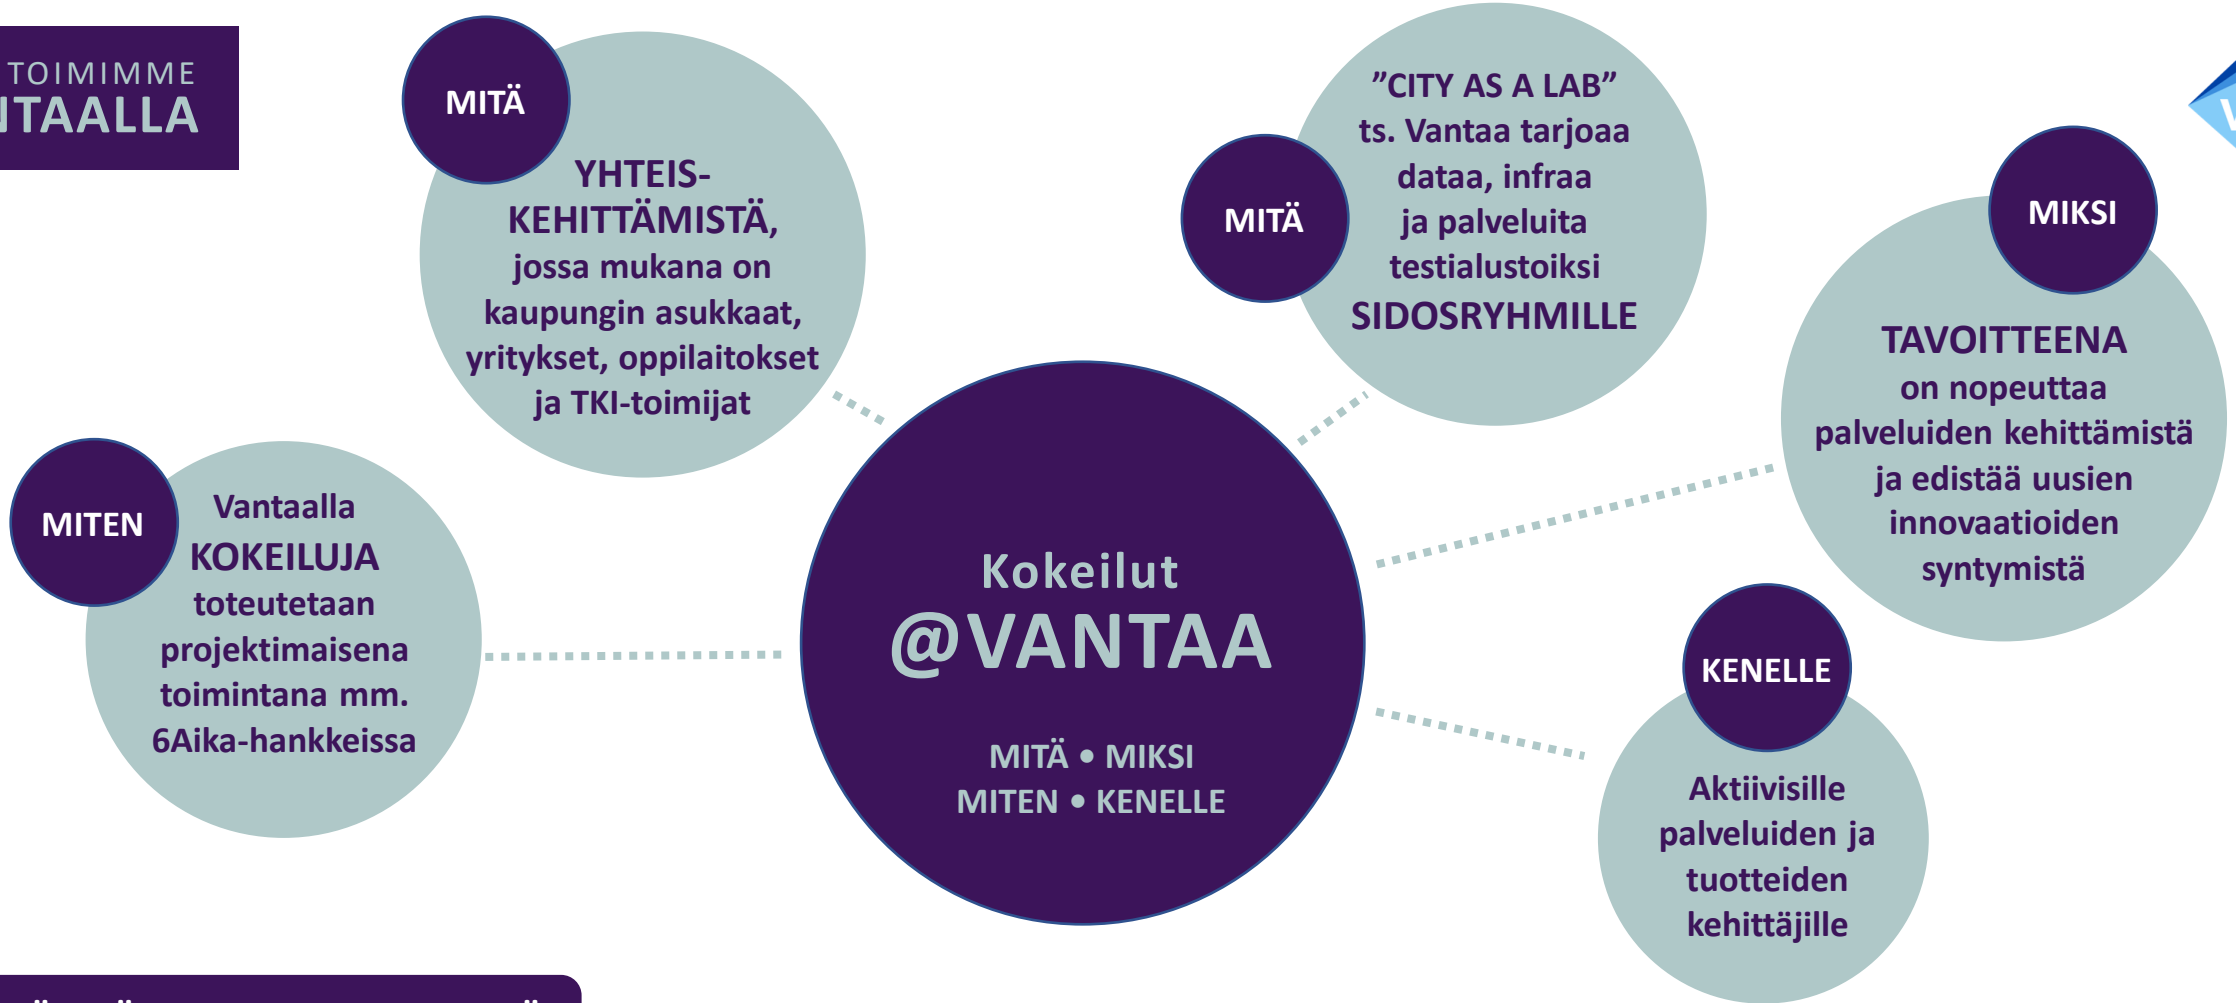 TOIMIMME
NTAALLA
MITÄ
YHTEIS-
KEHITTÄMISTÄ,
jossa mukana on
kaupungin asukkaat,
yritykset, oppilaitokset
ja TKI-toimijat
MITÄ
”CITY AS A LAB”
ts. Vantaa tarjoaa
dataa, infraa
ja palveluita
testialustoiksi
SIDOSRYHMILLE
MIKSI
TAVOITTEENA
on nopeuttaa
palveluiden kehittämistä
ja edistää uusien
innovaatioiden
syntymistä
MITEN
Vantaalla
KOKEILUJA
toteutetaan
projektimaisena
toimintana mm.
6Aika-hankkeissa
Kokeilut
@VANTAA
MITÄ • MIKSI
MITEN • KENELLE
KENELLE
Aktiivisille
palveluiden ja
tuotteiden
kehittäjille